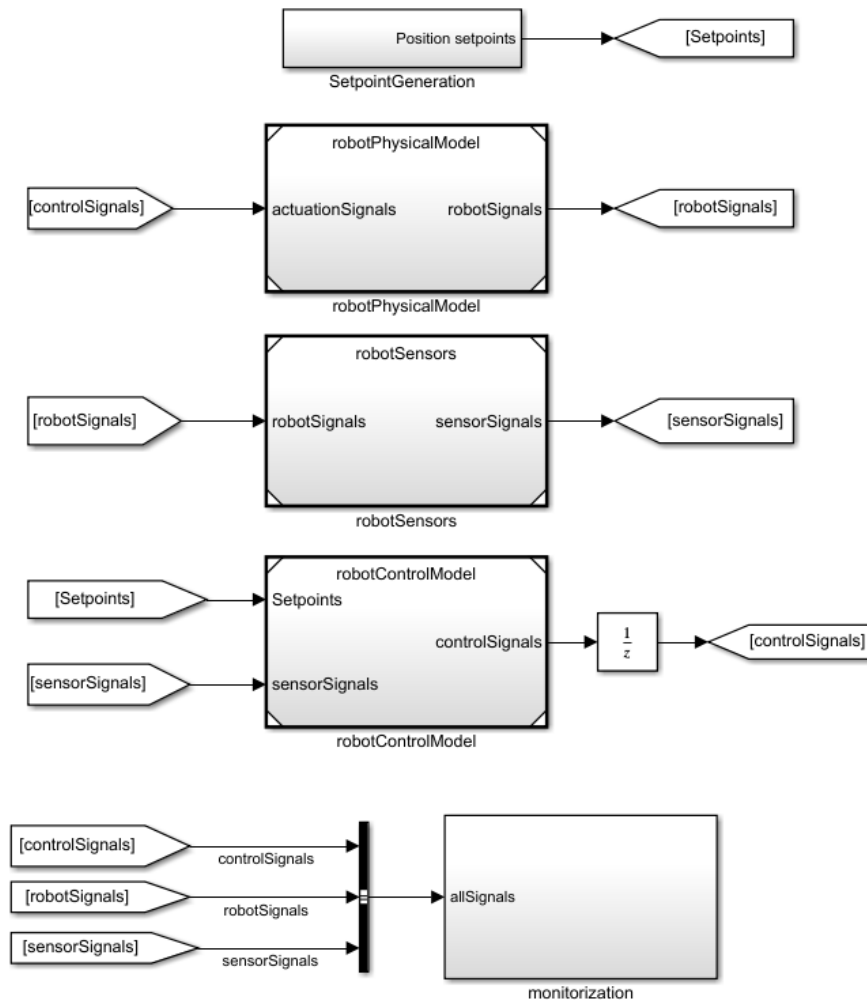 Position setpoints
[Setpoints]
SetpointGeneration
robotPhysicalModel
[controlSignals]
actuationSignals
robotSignals
[robotSignals]
robotPhysicalModel
robotSensors
[robotSignals]
robotSignals
sensorSignals
[sensorSignals]
robotSensors
robotControlModel
[Setpoints]
Setpoints
controlSignals
1
z
[controlSignals]
[sensorSignals]
sensorSignals
robotControlModel
[controlSignals]
controlSignals
[robotSignals]
robotSignals
allSignals
[sensorSignals]
sensorSignals
monitorization